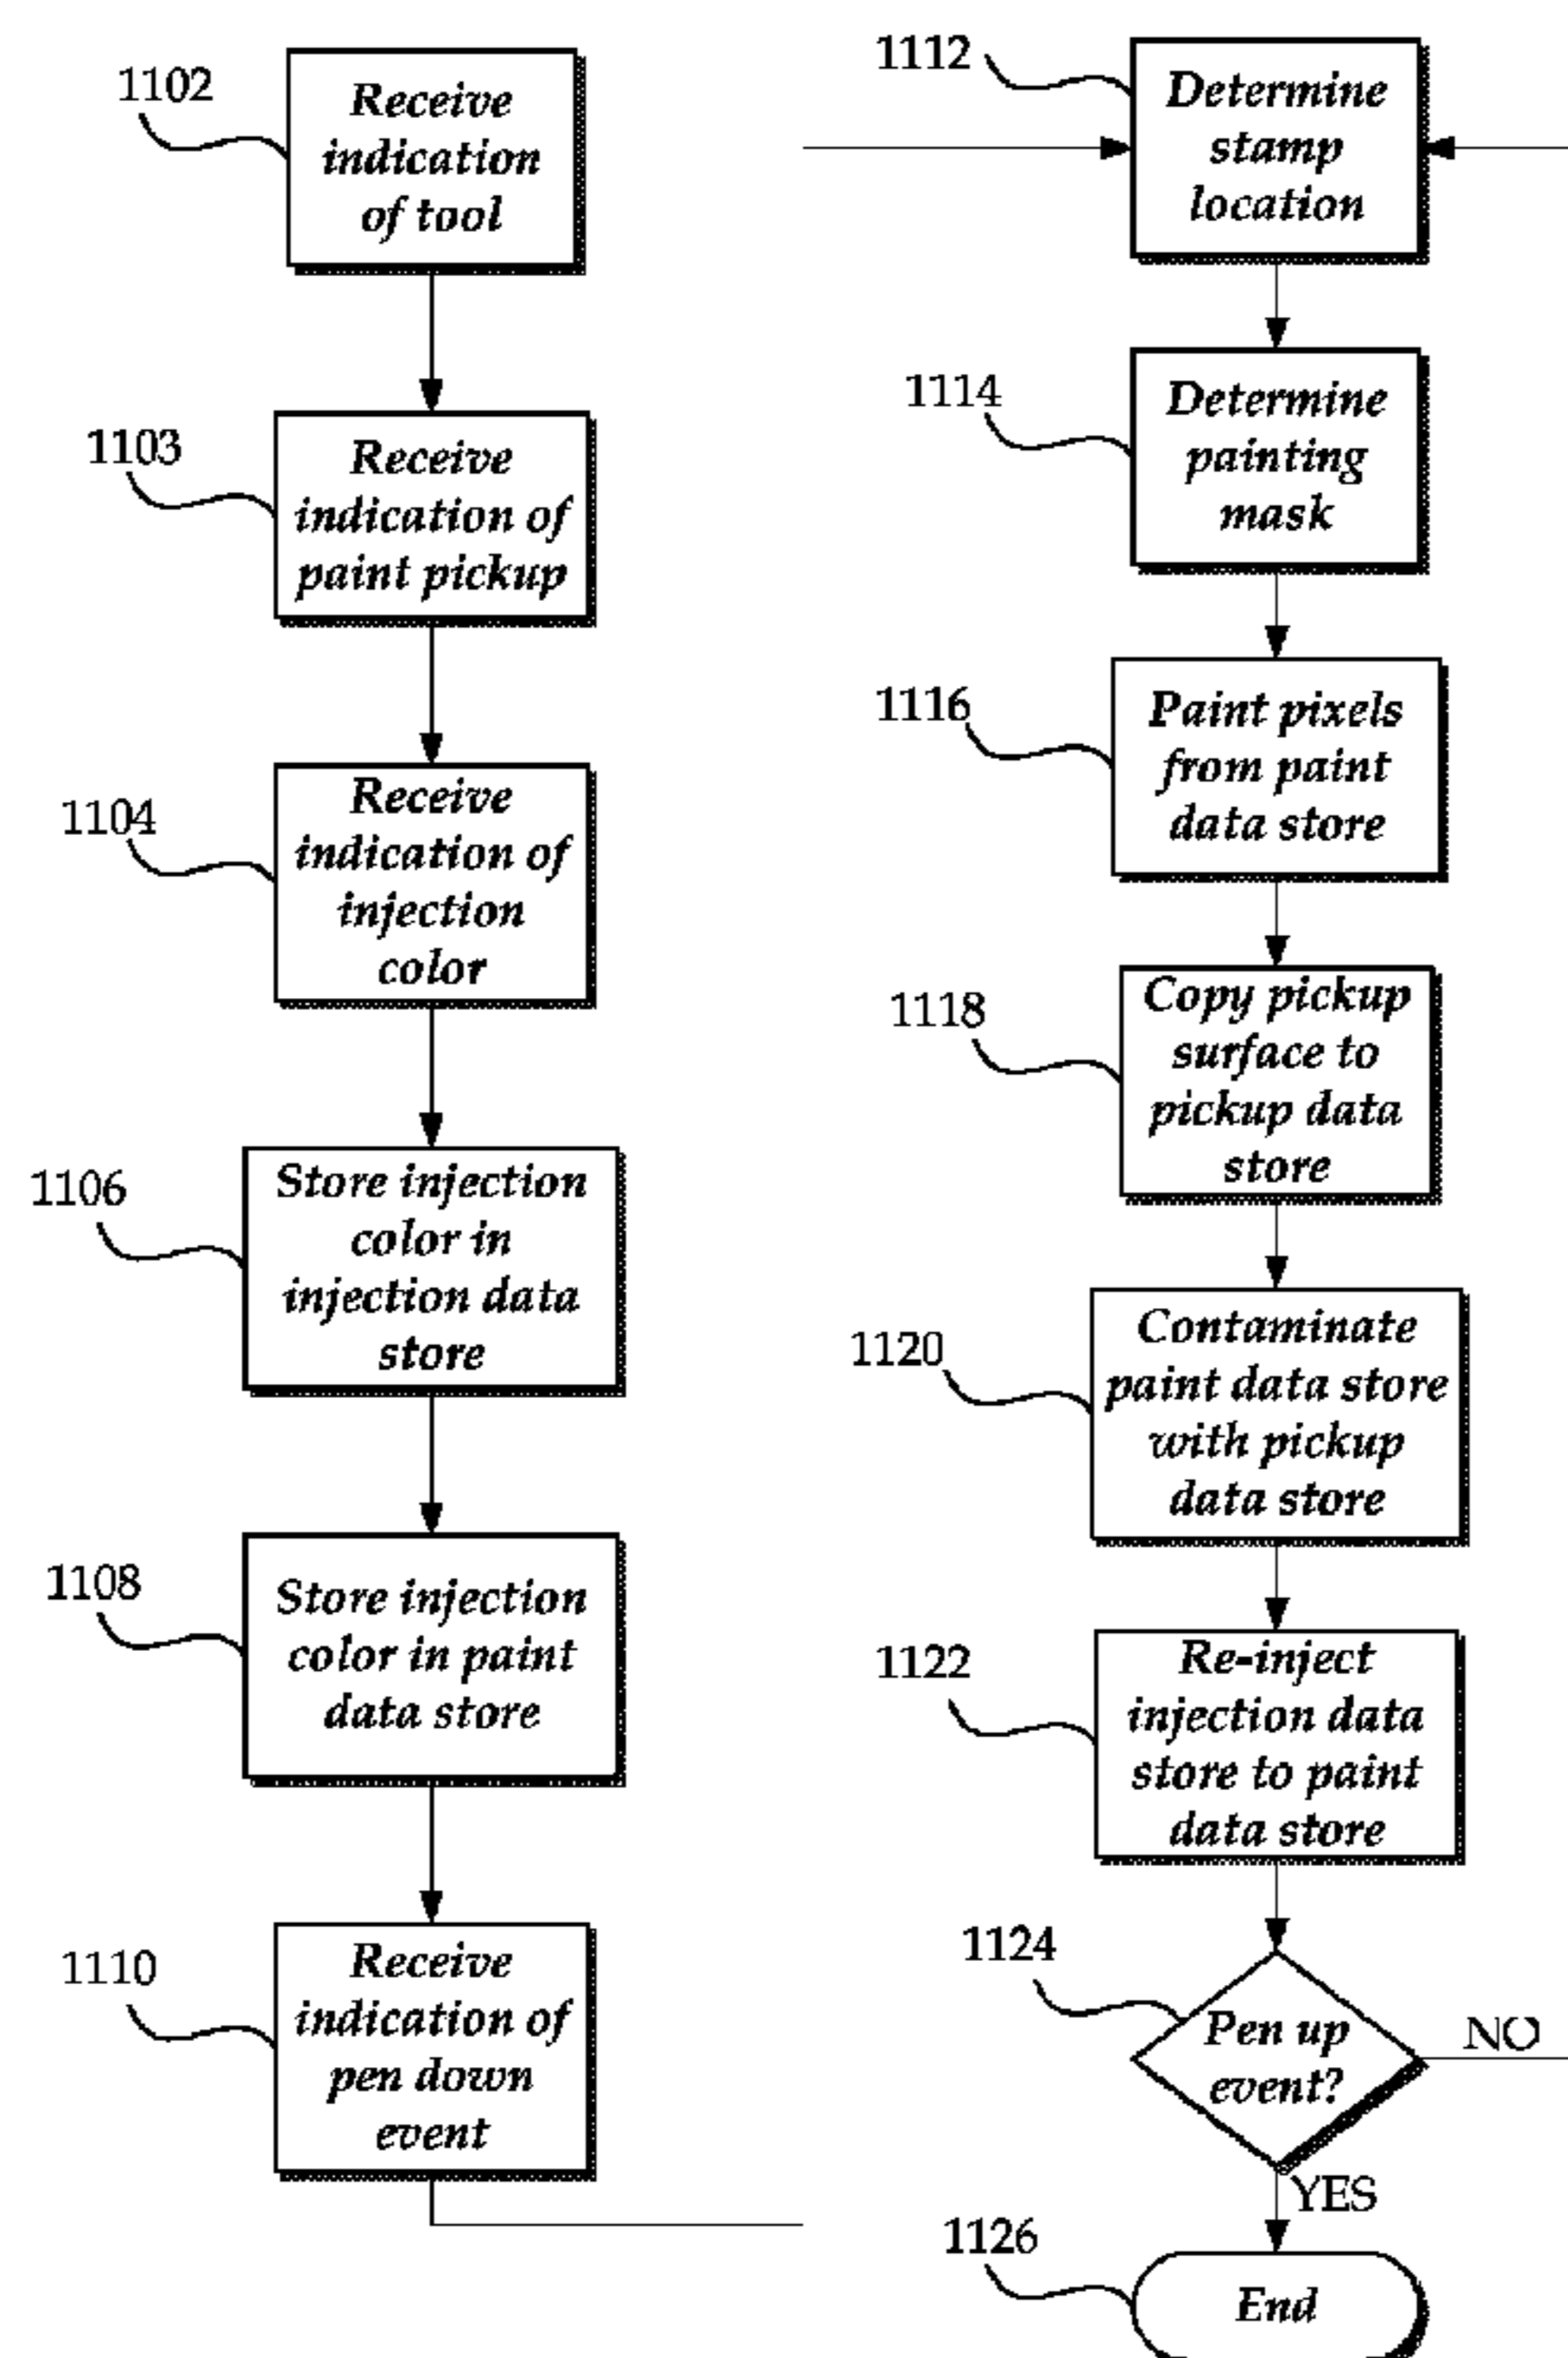 1102
Receive
indication
of tool
1103
Receive
indication of
paint pickup
1104
Receive
indication of
injection
color
1106
Store injection
color in
injection data
store
1108
Store injection
color in paint
data store
1110
Receive
indication of
pen down
event
1112
Determine
stamp
location
1114
Determine
painting
mask
1116
Paint pixels
from paint
data store
1118
Copy pickup
surface to
pickup data
store
1120
Contaminate
paint data store
with pickup
data store
1122
Re-inject
injection data
store to paint
data store
1124
Pen up
event?
NO
YES
1126
End